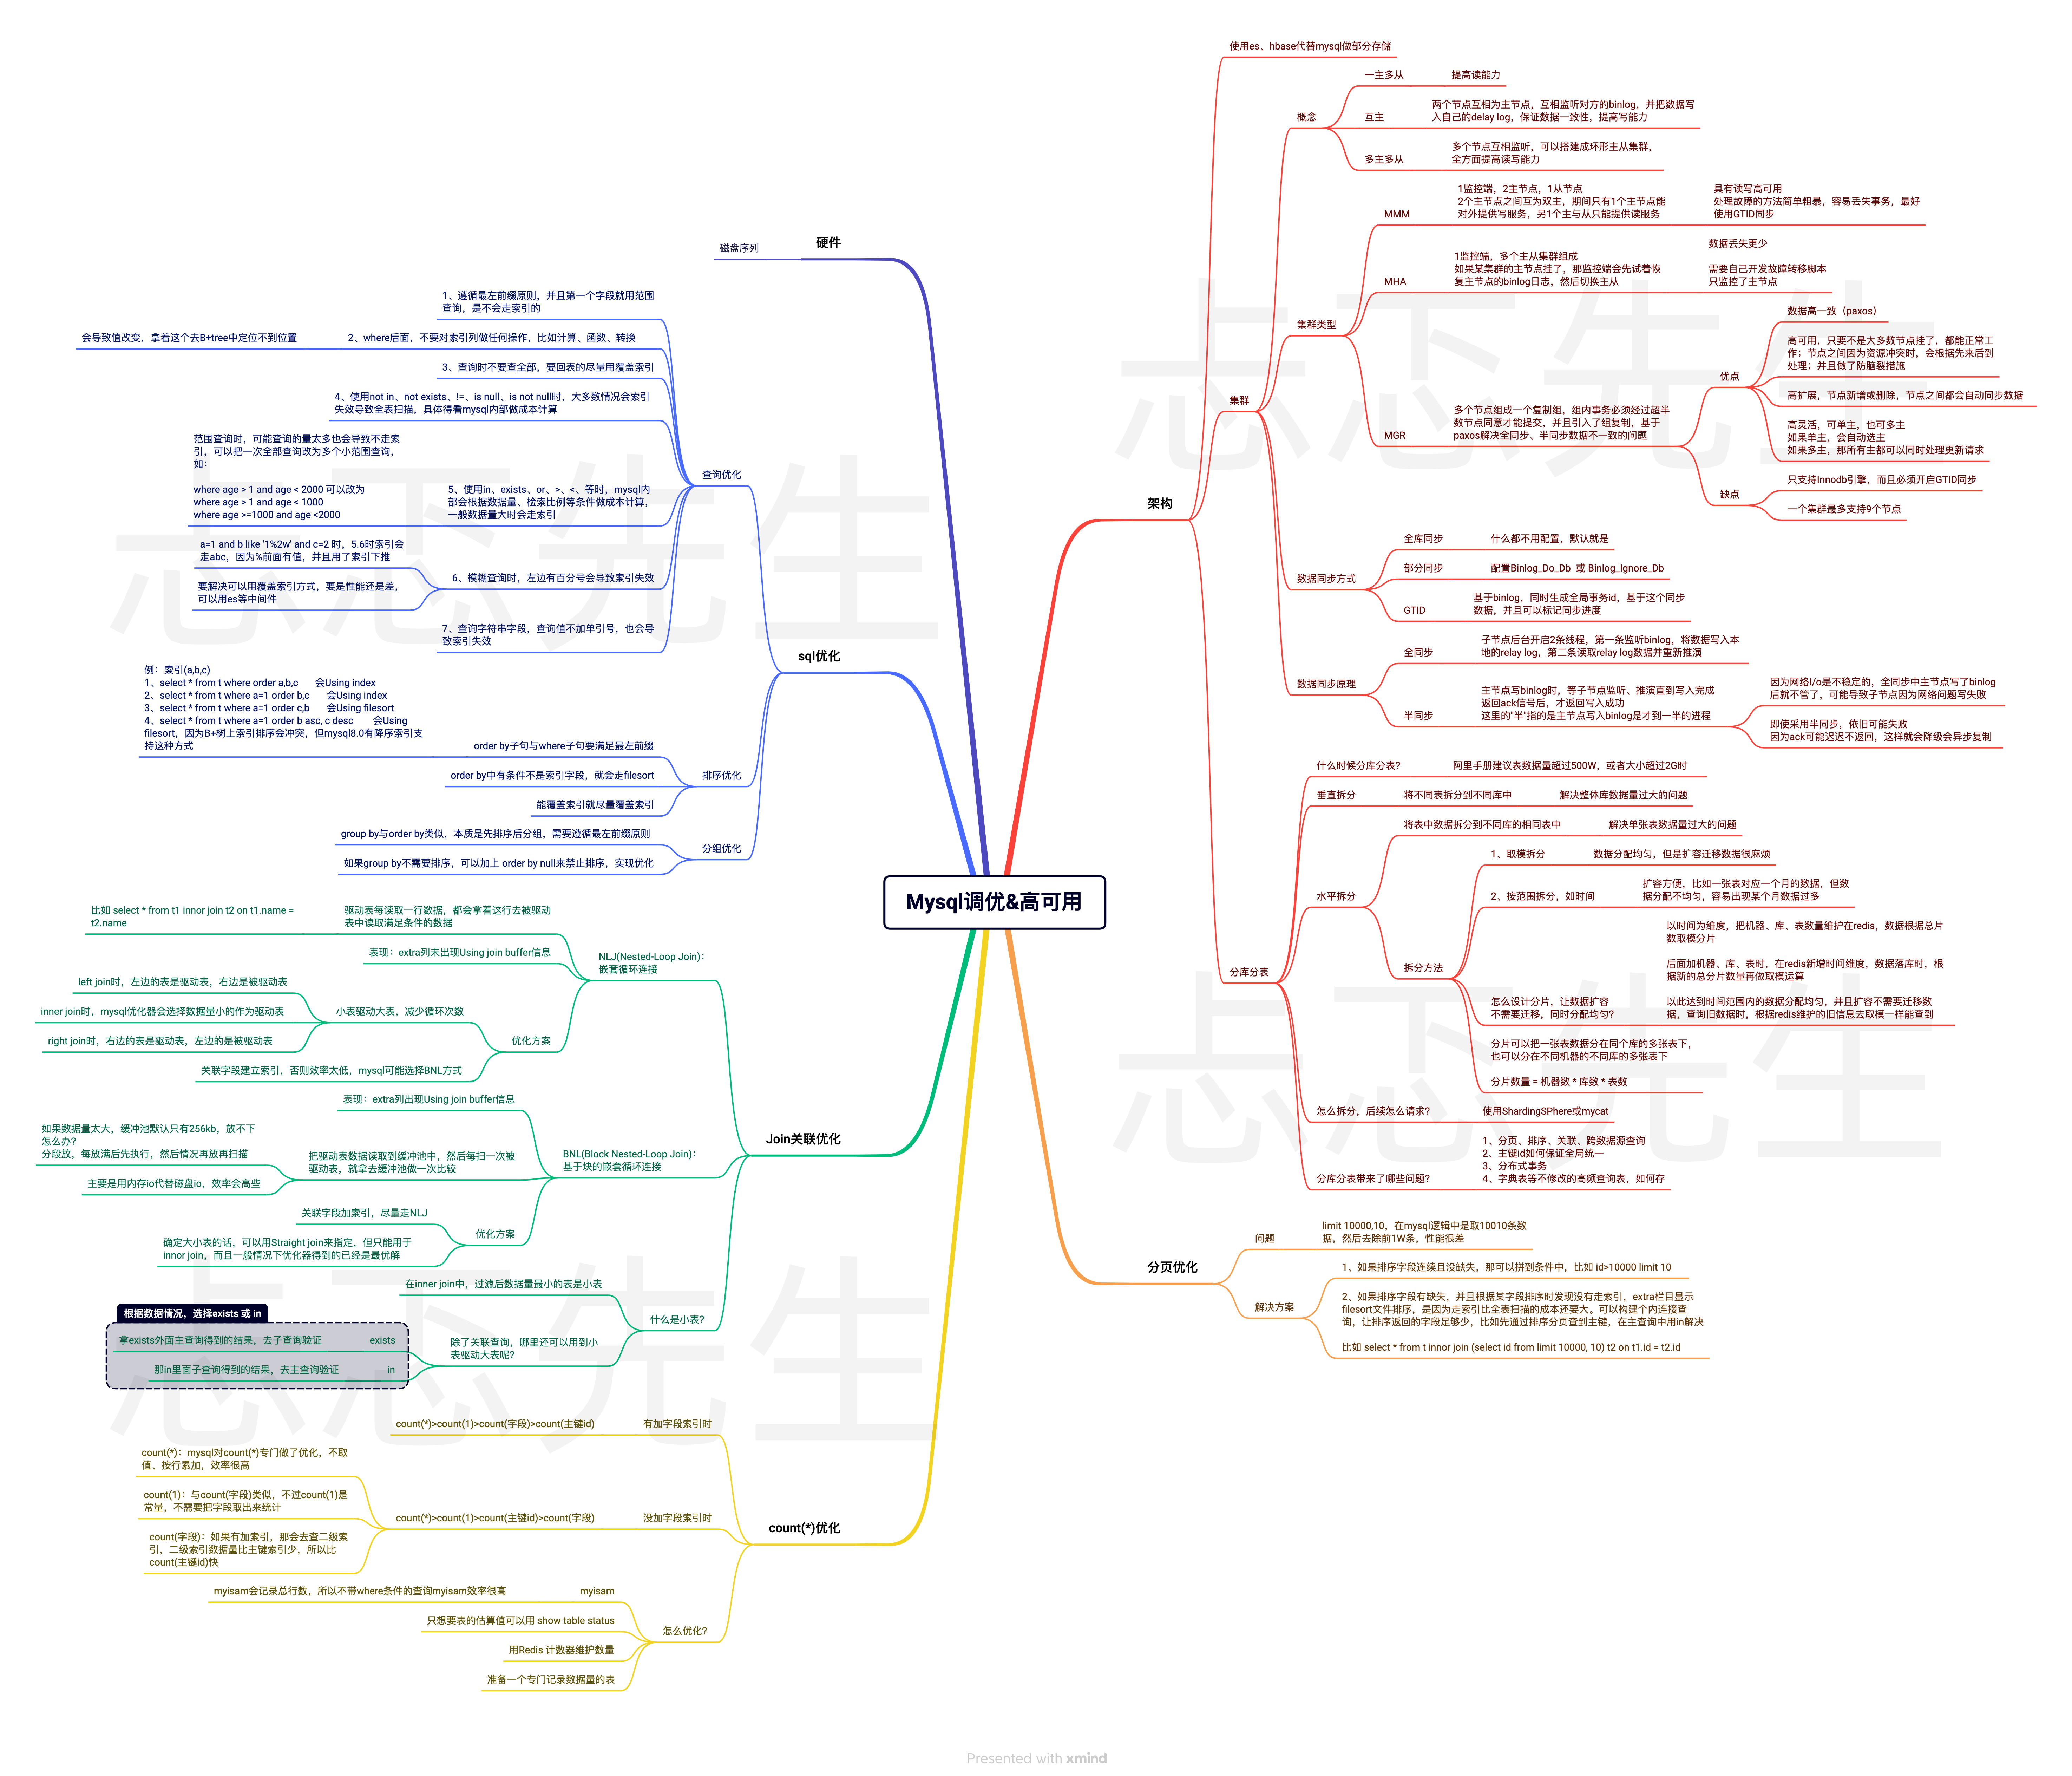 Mysql调优&高可用
架构
使用es、hbase代替mysql做部分存储
集群
概念
一主多从
提高读能力
互主
两个节点互相为主节点，互相监听对方的binlog，并把数据写
入自己的delay log，保证数据一致性，提高写能力
多主多从
多个节点互相监听，可以搭建成环形主从集群，
全方面提高读写能力
集群类型
MMM
1监控端，2主节点，1从节点
2个主节点之间互为双主，期间只有1个主节点能
对外提供写服务，另1个主与从只能提供读服务
具有读写高可用
处理故障的方法简单粗暴，容易丢失事务，最好
使用GTID同步
MHA
1监控端，多个主从集群组成
如果某集群的主节点挂了，那监控端会先试着恢
复主节点的binlog日志，然后切换主从
数据丢失更少
需要自己开发故障转移脚本
只监控了主节点
MGR
多个节点组成一个复制组，组内事务必须经过超半
数节点同意才能提交，并且引入了组复制，基于
paxos解决全同步、半同步数据不一致的问题
优点
数据高一致（paxos）
高可用，只要不是大多数节点挂了，都能正常工
作；节点之间因为资源冲突时，会根据先来后到
处理；并且做了防脑裂措施
高扩展，节点新增或删除，节点之间都会自动同步数据
高灵活，可单主，也可多主
如果单主，会自动选主
如果多主，那所有主都可以同时处理更新请求
缺点
只支持Innodb引擎，而且必须开启GTID同步
一个集群最多支持9个节点
数据同步方式
全库同步
什么都不用配置，默认就是
部分同步
配置Binlog_Do_Db 或 Binlog_Ignore_Db
GTID
基于binlog，同时生成全局事务id，基于这个同步
数据，并且可以标记同步进度
数据同步原理
全同步
子节点后台开启2条线程，第一条监听binlog，将数据写入本
地的relay log，第二条读取relay log数据并重新推演
半同步
主节点写binlog时，等子节点监听、推演直到写入完成
返回ack信号后，才返回写入成功
这里的"半"指的是主节点写入binlog是才到一半的进程
因为网络I/o是不稳定的，全同步中主节点写了binlog
后就不管了，可能导致子节点因为网络问题写失败
即使采用半同步，依旧可能失败
因为ack可能迟迟不返回，这样就会降级会异步复制
分库分表
什么时候分库分表？
阿里手册建议表数据量超过500W，或者大小超过2G时
垂直拆分
将不同表拆分到不同库中
解决整体库数据量过大的问题
水平拆分
将表中数据拆分到不同库的相同表中
解决单张表数据量过大的问题
拆分方法
1、取模拆分
数据分配均匀，但是扩容迁移数据很麻烦
2、按范围拆分，如时间
扩容方便，比如一张表对应一个月的数据，但数
据分配不均匀，容易出现某个月数据过多
怎么设计分片，让数据扩容
不需要迁移，同时分配均匀？
以时间为维度，把机器、库、表数量维护在redis，数据根据总片
数取模分片
后面加机器、库、表时，在redis新增时间维度，数据落库时，根
据新的总分片数量再做取模运算
以此达到时间范围内的数据分配均匀，并且扩容不需要迁移数
据，查询旧数据时，根据redis维护的旧信息去取模一样能查到
分片可以把一张表数据分在同个库的多张表下，
也可以分在不同机器的不同库的多张表下
分片数量 = 机器数 * 库数 * 表数
怎么拆分，后续怎么请求？
使用ShardingSPhere或mycat
分库分表带来了哪些问题？
1、分页、排序、关联、跨数据源查询
2、主键id如何保证全局统一
3、分布式事务
4、字典表等不修改的高频查询表，如何存
分页优化
问题
limit 10000,10，在mysql逻辑中是取10010条数
据，然后去除前1W条，性能很差
解决方案
1、如果排序字段连续且没缺失，那可以拼到条件中，比如 id>10000 limit 10
2、如果排序字段有缺失，并且根据某字段排序时发现没有走索引，extra栏目显示
filesort文件排序，是因为走索引比全表扫描的成本还要大。可以构建个内连接查
询，让排序返回的字段足够少，比如先通过排序分页查到主键，在主查询中用in解决
比如 select * from t innor join (select id from limit 10000, 10) t2 on t1.id = t2.id
硬件
磁盘序列
sql优化
查询优化
1、遵循最左前缀原则，并且第一个字段就用范围
查询，是不会走索引的
2、where后面，不要对索引列做任何操作，比如计算、函数、转换
会导致值改变，拿着这个去B+tree中定位不到位置
3、查询时不要查全部，要回表的尽量用覆盖索引
4、使用not in、not exists、!=、is null、is not null时，大多数情况会索引
失效导致全表扫描，具体得看mysql内部做成本计算
5、使用in、exists、or、>、<、等时，mysql内
部会根据数据量、检索比例等条件做成本计算，
一般数据量大时会走索引
范围查询时，可能查询的量太多也会导致不走索
引，可以把一次全部查询改为多个小范围查询，
如：
where age > 1 and age < 2000 可以改为
where age > 1 and age < 1000
where age >=1000 and age <2000
6、模糊查询时，左边有百分号会导致索引失效
a=1 and b like '1%2w' and c=2 时，5.6时索引会
走abc，因为%前面有值，并且用了索引下推
要解决可以用覆盖索引方式，要是性能还是差，
可以用es等中间件
7、查询字符串字段，查询值不加单引号，也会导
致索引失效
排序优化
order by子句与where子句要满足最左前缀
例：索引(a,b,c)
1、select * from t where order a,b,c 会Using index
2、select * from t where a=1 order b,c 会Using index
3、select * from t where a=1 order c,b 会Using filesort
4、select * from t where a=1 order b asc, c desc 会Using
filesort，因为B+树上索引排序会冲突，但mysql8.0有降序索引支
持这种方式
order by中有条件不是索引字段，就会走filesort
能覆盖索引就尽量覆盖索引
分组优化
group by与order by类似，本质是先排序后分组，需要遵循最左前缀原则
如果group by不需要排序，可以加上 order by null来禁止排序，实现优化
Join关联优化
NLJ(Nested-Loop Join)：
嵌套循环连接
驱动表每读取一行数据，都会拿着这行去被驱动
表中读取满足条件的数据
比如 select * from t1 innor join t2 on t1.name =
t2.name
表现：extra列未出现Using join buffer信息
优化方案
小表驱动大表，减少循环次数
left join时，左边的表是驱动表，右边是被驱动表
inner join时，mysql优化器会选择数据量小的作为驱动表
right join时，右边的表是驱动表，左边的是被驱动表
关联字段建立索引，否则效率太低，mysql可能选择BNL方式
BNL(Block Nested-Loop Join)：
基于块的嵌套循环连接
表现：extra列出现Using join buffer信息
把驱动表数据读取到缓冲池中，然后每扫一次被
驱动表，就拿去缓冲池做一次比较
如果数据量太大，缓冲池默认只有256kb，放不下
怎么办？
分段放，每放满后先执行，然后情况再放再扫描
主要是用内存io代替磁盘io，效率会高些
优化方案
关联字段加索引，尽量走NLJ
确定大小表的话，可以用Straight join来指定，但只能用于
innor join，而且一般情况下优化器得到的已经是最优解
什么是小表？
在inner join中，过滤后数据量最小的表是小表
除了关联查询，哪里还可以用到小
表驱动大表呢？
根据数据情况，选择exists 或 in
exists
拿exists外面主查询得到的结果，去子查询验证
in
那in里面子查询得到的结果，去主查询验证
count(*)优化
有加字段索引时
count(*)>count(1)>count(字段)>count(主键id)
没加字段索引时
count(*)>count(1)>count(主键id)>count(字段)
count(*)：mysql对count(*)专门做了优化，不取
值、按行累加，效率很高
count(1)：与count(字段)类似，不过count(1)是
常量，不需要把字段取出来统计
count(字段)：如果有加索引，那会去查二级索
引，二级索引数据量比主键索引少，所以比
count(主键id)快
怎么优化？
myisam
myisam会记录总行数，所以不带where条件的查询myisam效率很高
只想要表的估算值可以用 show table status
用Redis 计数器维护数量
准备一个专门记录数据量的表
忐忑先生
忐忑先生
忐忑先生
忐忑先生
Presented with xmind